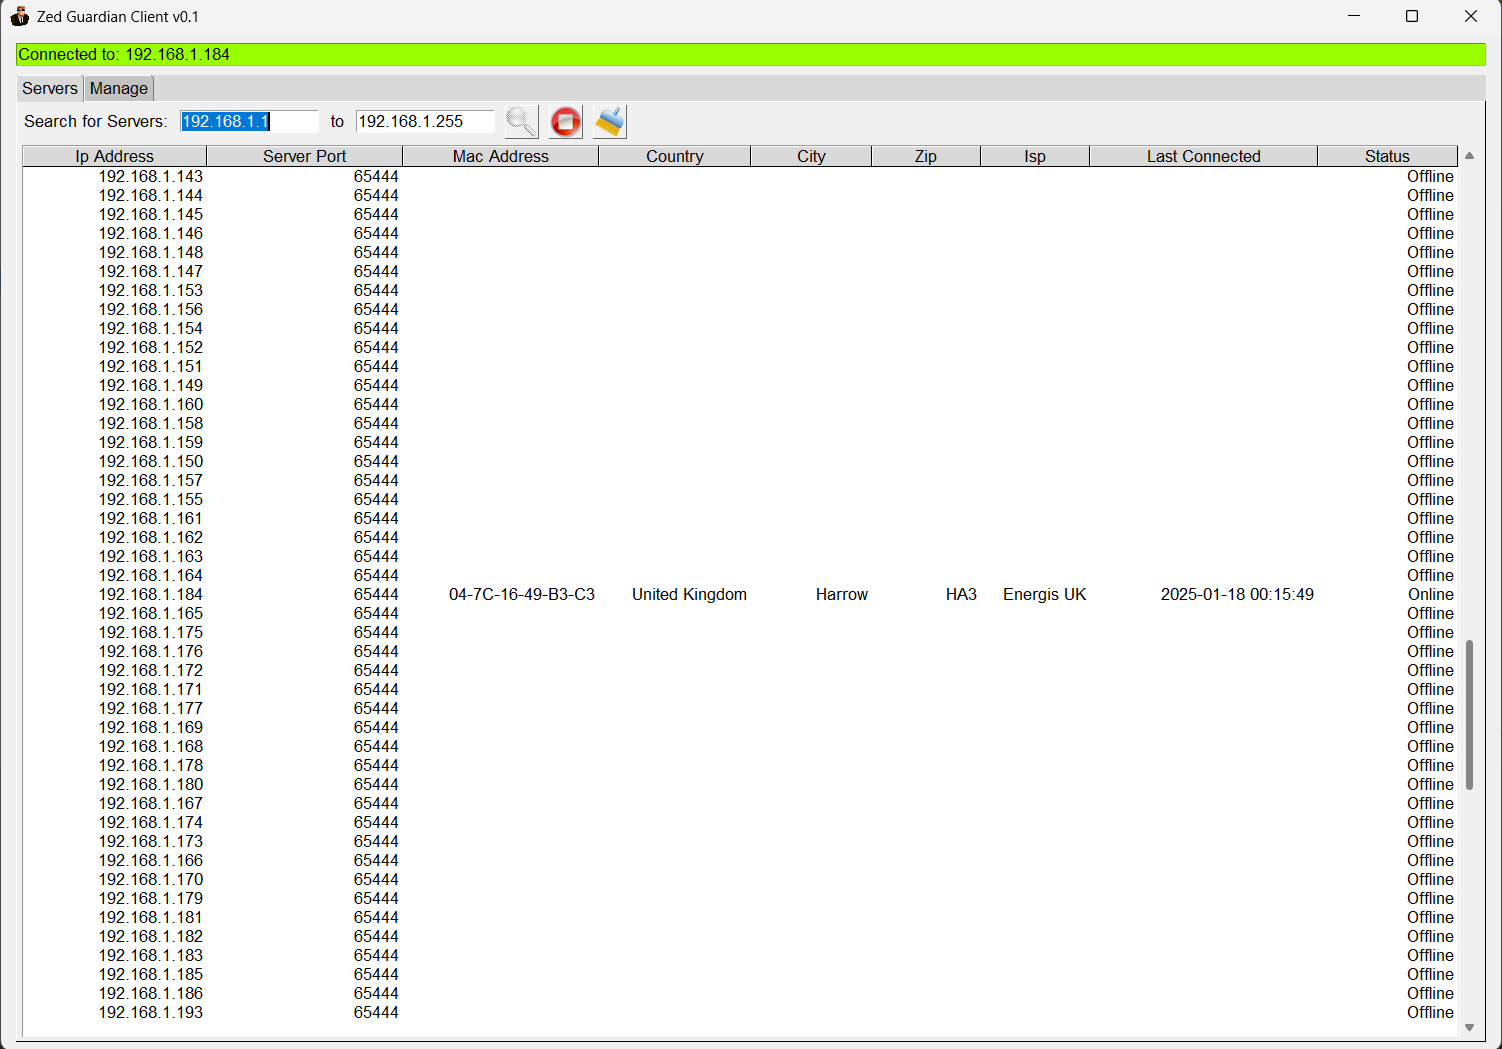 Zed Guardian Client v0.1
Connected to: 192.168.1.184
Servers Manage
Search for Servers: 192.168.1.1 to 192.168.1.255
Ip Address Server Port Mac Address Country City Zip Isp Last Connected Status
192.168.1.143 65444 Offline
192.168.1.144 65444 Offline
192.168.1.145 65444 Offline
192.168.1.146 65444 Offline
192.168.1.148 65444 Offline
192.168.1.147 65444 Offline
192.168.1.153 65444 Offline
192.168.1.156 65444 Offline
192.168.1.154 65444 Offline
192.168.1.152 65444 Offline
192.168.1.151 65444 Offline
192.168.1.149 65444 Offline
192.168.1.160 65444 Offline
192.168.1.158 65444 Offline
192.168.1.159 65444 Offline
192.168.1.150 65444 Offline
192.168.1.157 65444 Offline
192.168.1.155 65444 Offline
192.168.1.161 65444 Offline
192.168.1.162 65444 Offline
192.168.1.163 65444 Offline
192.168.1.164 65444 Offline
192.168.1.184 65444 04-7C-16-49-B3-C3 United Kingdom Harrow HA3 Energis UK 2025-01-18 00:15:49 Online
192.168.1.165 65444 Offline
192.168.1.175 65444 Offline
192.168.1.176 65444 Offline
192.168.1.172 65444 Offline
192.168.1.171 65444 Offline
192.168.1.177 65444 Offline
192.168.1.169 65444 Offline
192.168.1.168 65444 Offline
192.168.1.178 65444 Offline
192.168.1.180 65444 Offline
192.168.1.167 65444 Offline
192.168.1.174 65444 Offline
192.168.1.173 65444 Offline
192.168.1.166 65444 Offline
192.168.1.170 65444 Offline
192.168.1.179 65444 Offline
192.168.1.181 65444 Offline
192.168.1.182 65444 Offline
192.168.1.183 65444 Offline
192.168.1.185 65444 Offline
192.168.1.186 65444 Offline
192.168.1.193 65444 Offline